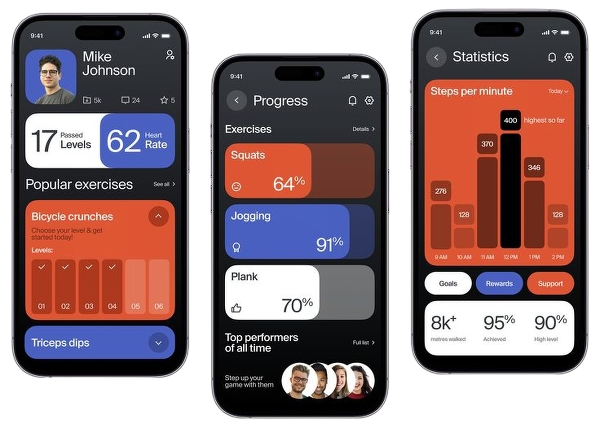 9:41
Mike
Johnson
5k
24
5
17 Passed Levels
62 Heart Rate
Popular exercises
See all
Bicycle crunches
Choose your level & get
started today!
Levels:
01 02 03 04 05 06
Triceps dips
9:41
Progress
Exercises
Details
Squats
64%
Jogging
91%
Plank
70%
Top performers
of all time
Full list
Step up your
game with them
9:41
Statistics
Steps per minute
Today
400 highest so far
370
346
276
128
128
9 AM 10 AM 11 AM 12 PM 1 PM 2 PM
Goals
Rewards
Support
8k+
metres walked
95%
Achieved
90%
High level